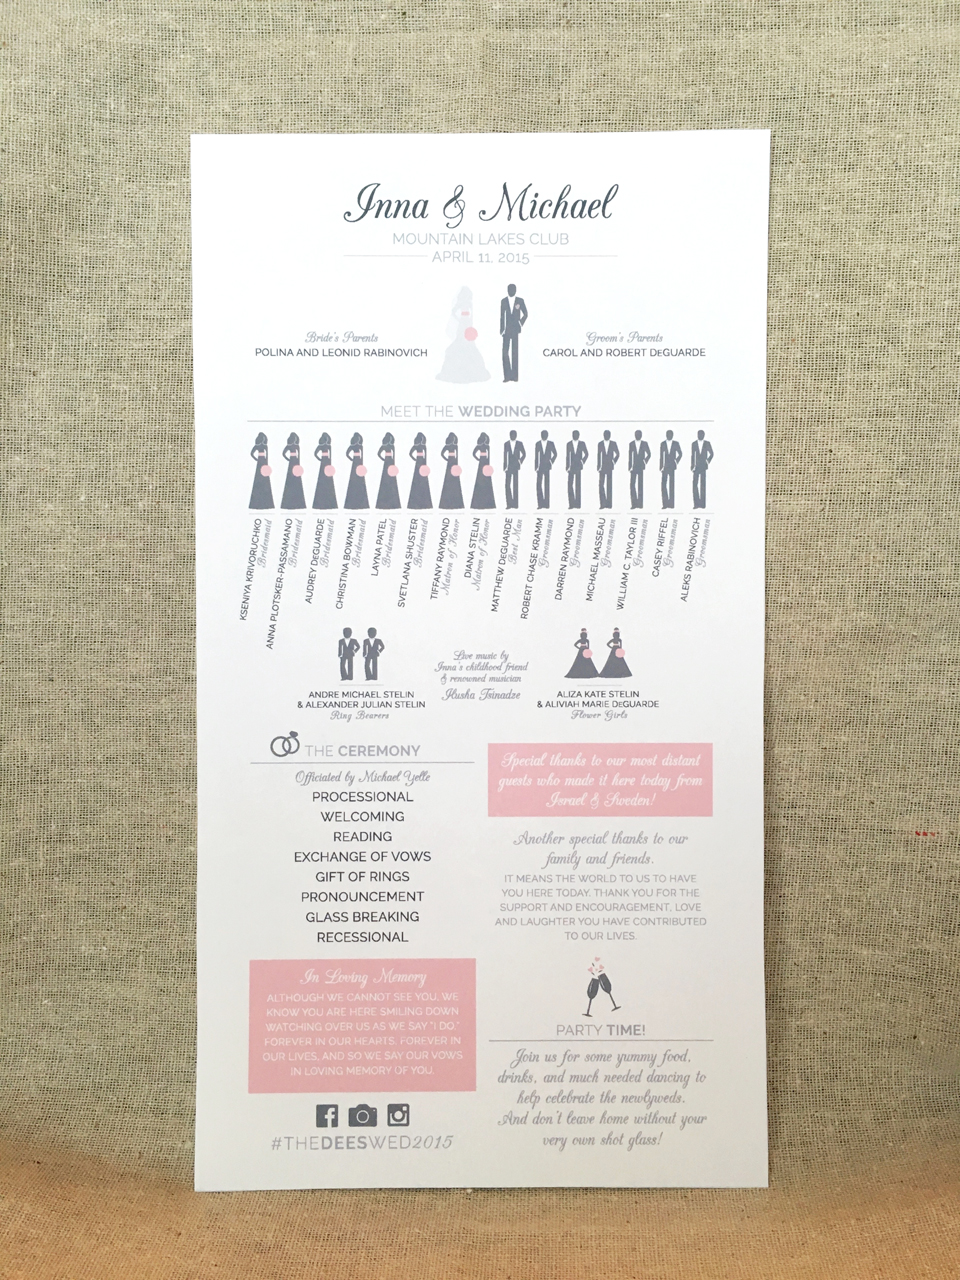 Inna & Michael
MOUNTAIN LAKES CLUB
APRIL 11, 2015
Bride's Parents
POLINA AND LEONID RABINOVICH
Groom's Parents
CAROL AND ROBERT DeGUARDE
MEET THE WEDDING PARTY
KSENIYA KRIVORUCHKO
Bridesmaid
ANNA PLOTSKER-PASSAMANO
Bridesmaid
AUDREY DeGUARDE
Bridesmaid
CHRISTINA BOWMAN
Bridesmaid
LAYNA PATEL
Bridesmaid
SVETLANA SHUSTER
Bridesmaid
TIFFANY RAYMOND
Matron of Honor
DIANA STELIN
Matron of Honor
MATTHEW DeGUARDE
Best Man
ROBERT CHASE KRAMM
Groomsman
DARREN RAYMOND
Groomsman
MICHAEL MASSEAU
Groomsman
WILLIAM C. TAYLOR III
Groomsman
CASEY RIFFEL
Groomsman
ALEKS RABINOVICH
Groomsman
ANDRE MICHAEL STELIN
& ALEXANDER JULIAN STELIN
Ring Bearers
Live music by
Inna's childhood friend
& renowned musician
Ilusha Tsinadze
ALIZA KATE STELIN
& ALIVIAH MARIE DeGUARDE
Flower Girls
THE CEREMONY
Officiated by Michael Yelle
PROCESSIONAL
WELCOMING
READING
EXCHANGE OF VOWS
GIFT OF RINGS
PRONOUNCEMENT
GLASS BREAKING
RECESSIONAL
In Loving Memory
ALTHOUGH WE CANNOT SEE YOU, WE
KNOW YOU ARE HERE SMILING DOWN
WATCHING OVER US AS WE SAY "I DO."
FOREVER IN OUR HEARTS, FOREVER IN
OUR LIVES, AND SO WE SAY OUR VOWS
IN LOVING MEMORY OF YOU.
#THEDEESWED2015
Special thanks to our most distant
guests who made it here today from
Israel & Sweden!
Another special thanks to our
family and friends.
IT MEANS THE WORLD TO US TO HAVE
YOU HERE TODAY. THANK YOU FOR THE
SUPPORT AND ENCOURAGEMENT, LOVE
AND LAUGHTER YOU HAVE CONTRIBUTED
TO OUR LIVES.
PARTY TIME!
Join us for some yummy food,
drinks, and much needed dancing to
help celebrate the newlyweds.
And don't leave home without your
very own shot glass!